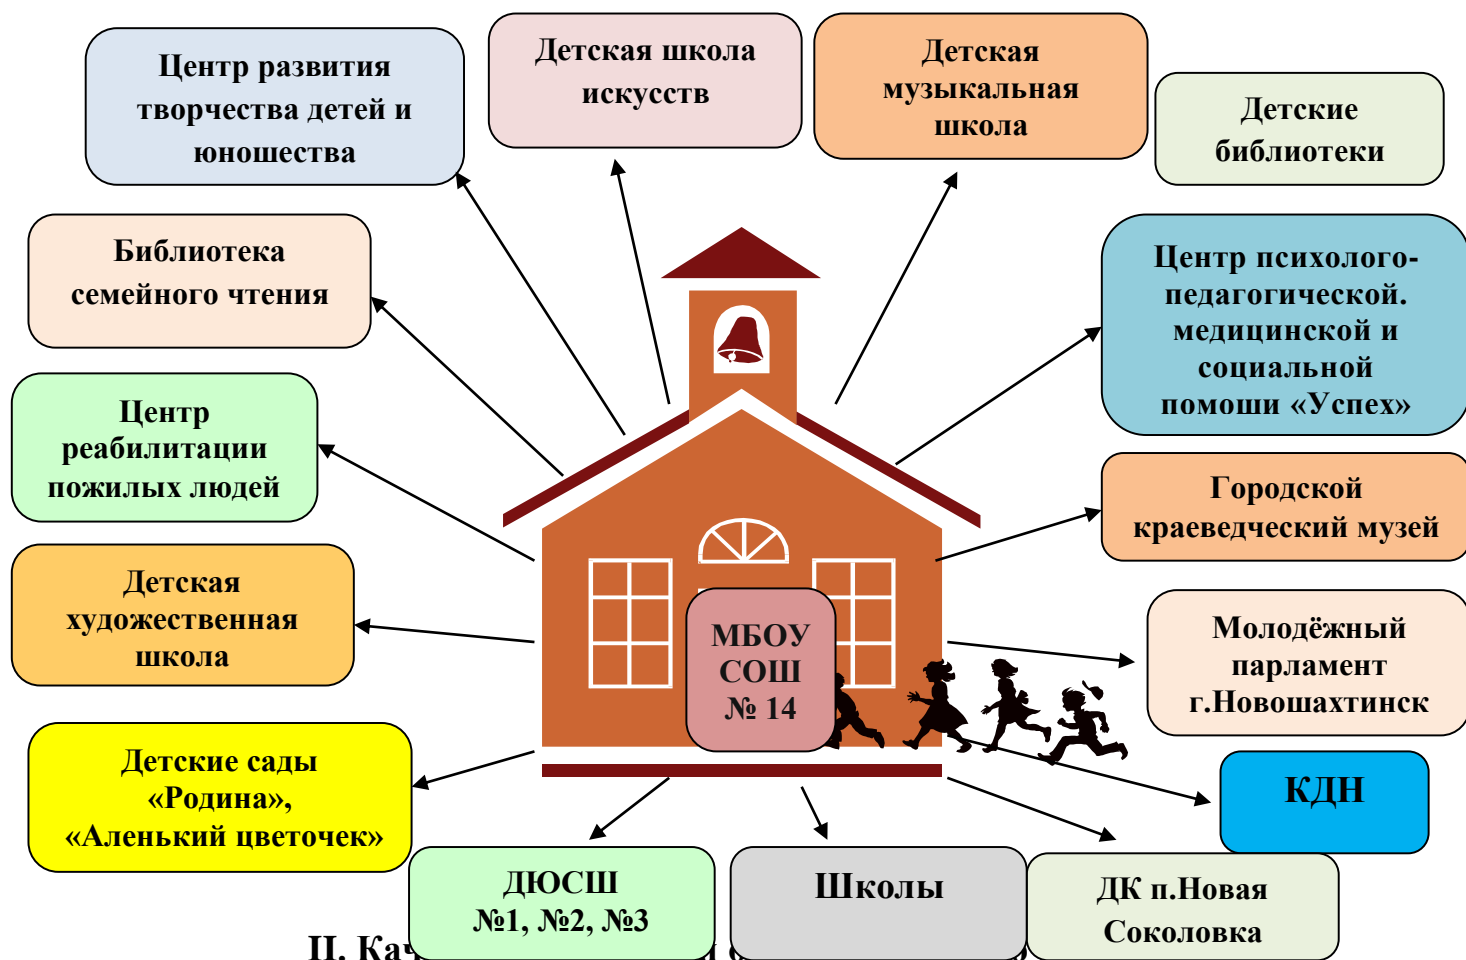 Центр развития
творчества детей и
юношества
Детская школа
искусств
Детская
музыкальная
школа
Детские
библиотеки
Библиотека
семейного чтения
Центр психолого-
педагогической.
медицинской и
социальной
помоши «Успех»
Центр
реабилитации
пожилых людей
Городской
краеведческий музей
Детская
художественная
школа
МБОУ
СОШ
№ 14
Молодёжный
парламент
г.Новошахтинск
Детские сады
«Родина»,
«Аленький цветочек»
КДН
ДЮСШ
№1, №2, №3
Школы
ДК п.Новая
Соколовка
II.